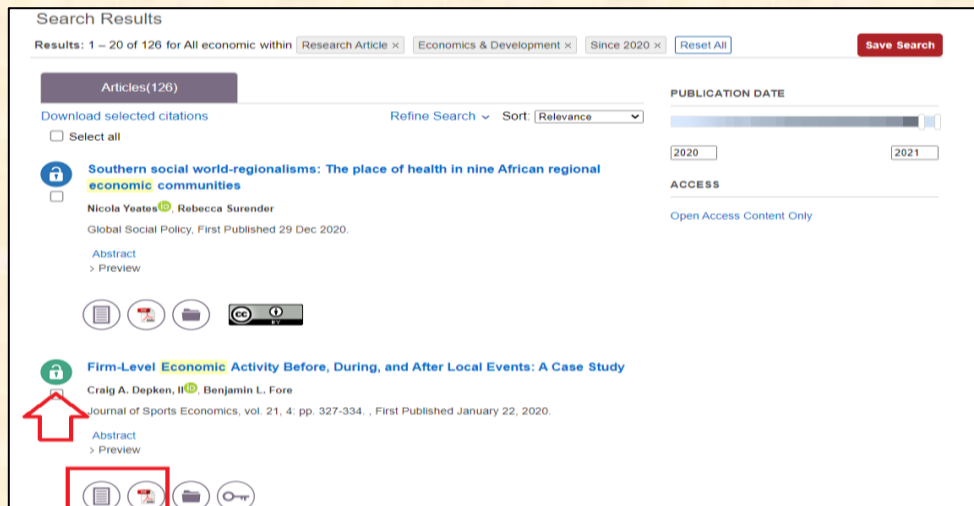 Search Results
Results: 1 – 20 of 126 for All economic within Research Article × Economics & Development × Since 2020 × Reset All Save Search
Articles(126)
PUBLICATION DATE
Download selected citations Refine Search Sort: Relevance
Select all
2020 2021
Southern social world-regionalisms: The place of health in nine African regional
economic communities
ACCESS
Nicola Yeates iD, Rebecca Surender
Open Access Content Only
Global Social Policy, First Published 29 Dec 2020.
Abstract
> Preview
cc BY
Firm-Level Economic Activity Before, During, and After Local Events: A Case Study
Craig A. Depken, II iD, Benjamin L. Fore
Journal of Sports Economics, vol. 21, 4: pp. 327-334. , First Published January 22, 2020.
Abstract
> Preview